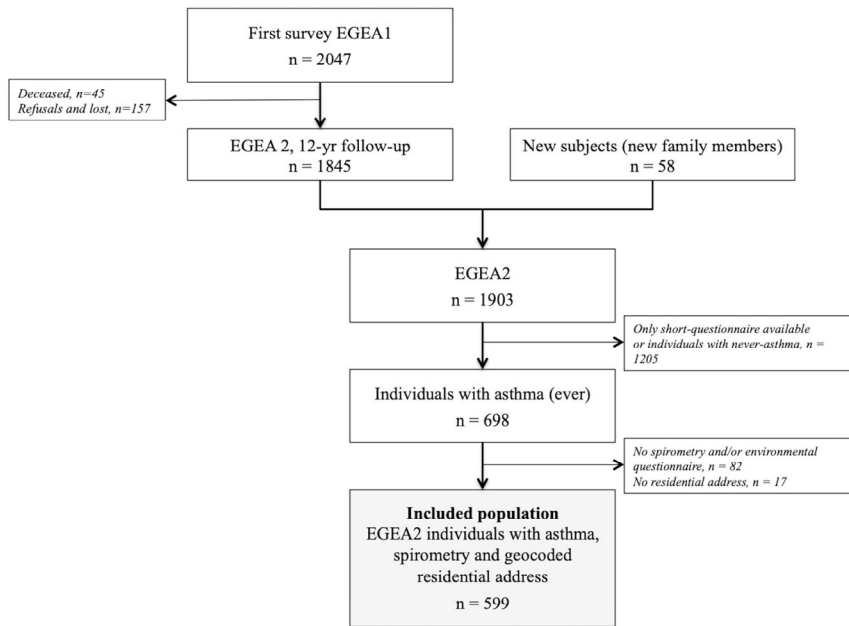 First survey EGEA1
n = 2047
Deceased, n=45
Refusals and lost, n=157
EGEA 2, 12-yr follow-up
n = 1845
New subjects (new family members)
n = 58
EGEA2
n = 1903
Only short-questionnaire available
or individuals with never-asthma, n =
1205
Individuals with asthma (ever)
n = 698
No spirometry and/or environmental
questionnaire, n = 82
No residential address, n = 17
Included population
EGEA2 individuals with asthma,
spirometry and geocoded
residential address
n = 599